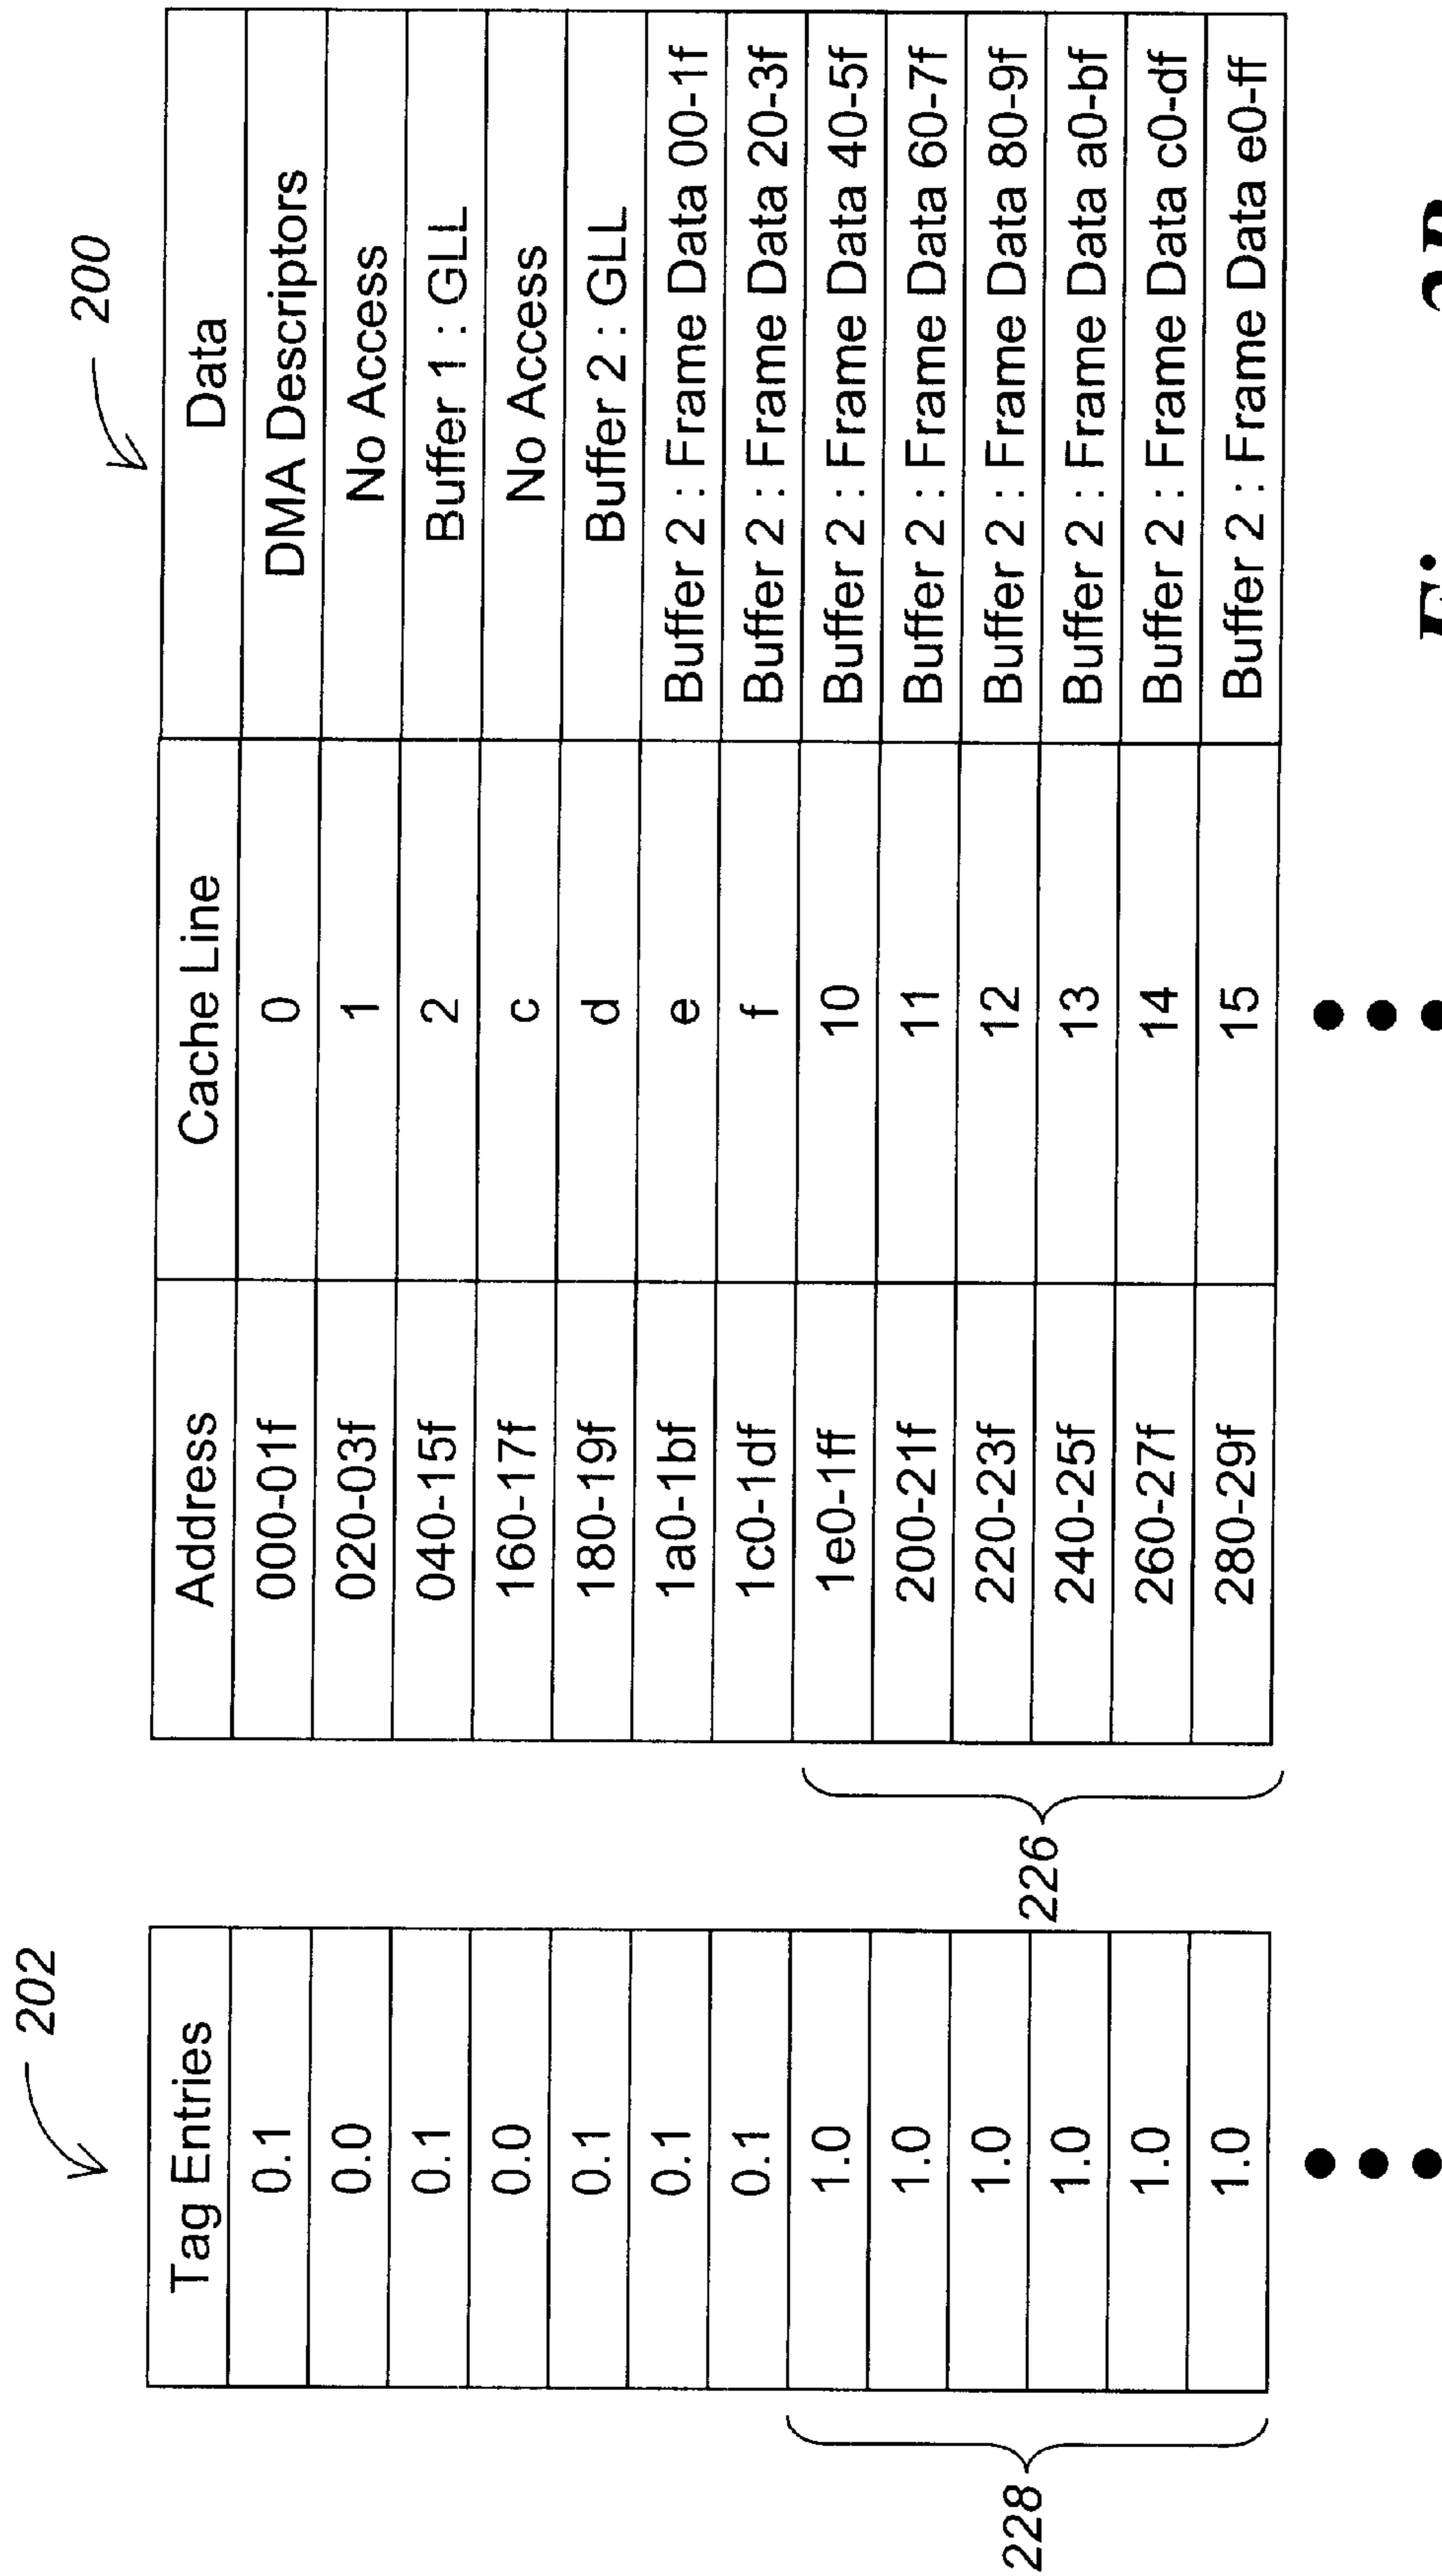 202
200
Tag Entries Address Cache Line Data
0.1 000-01f 0 DMA Descriptors
0.0 020-03f 1 No Access
0.1 040-15f 2 Buffer 1 : GLL
0.0 160-17f c No Access
0.1 180-19f d Buffer 2 : GLL
0.1 1a0-1bf e Buffer 2 : Frame Data 00-1f
0.1 1c0-1df f Buffer 2 : Frame Data 20-3f
1.0 1e0-1ff 10 Buffer 2 : Frame Data 40-5f
1.0 200-21f 11 Buffer 2 : Frame Data 60-7f
1.0 220-23f 12 Buffer 2 : Frame Data 80-9f
1.0 240-25f 13 Buffer 2 : Frame Data a0-bf
1.0 260-27f 14 Buffer 2 : Frame Data c0-df
1.0 280-29f 15 Buffer 2 : Frame Data e0-ff
228
226